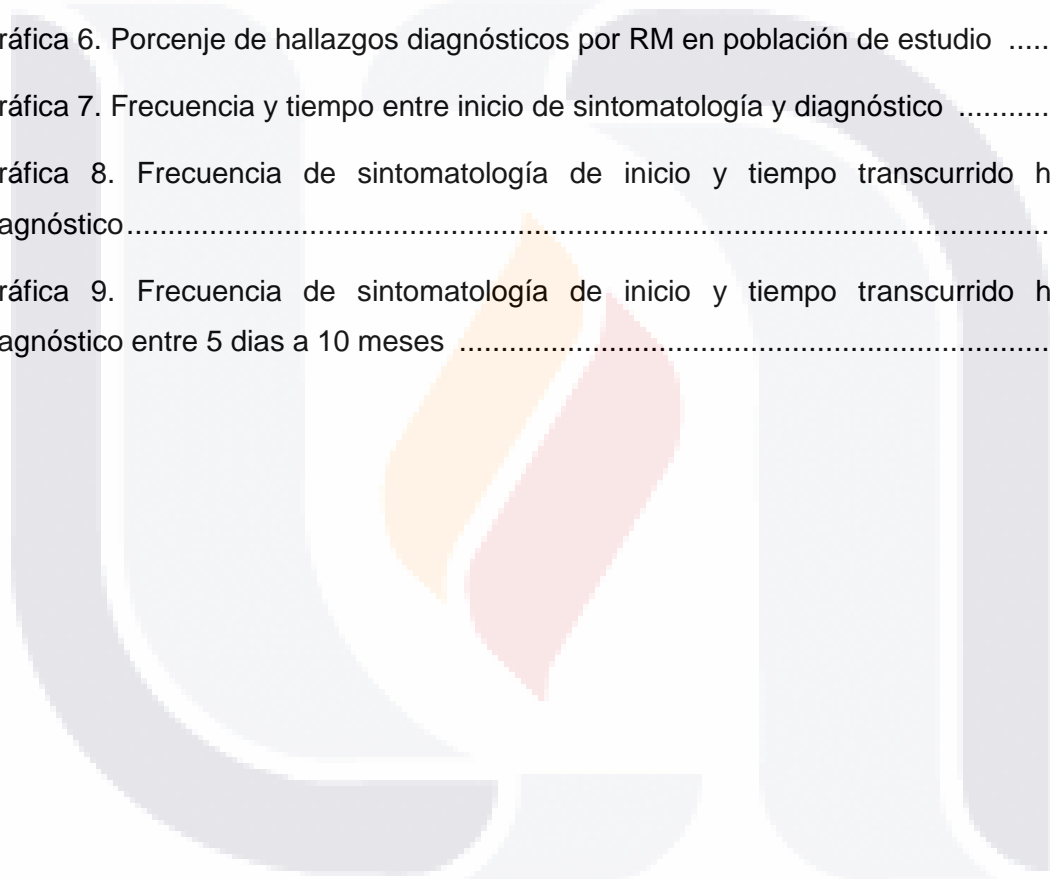 ráfica 6. Porcenje de hallazgos diagnósticos por RM en población de estudio .....
ráfica 7. Frecuencia y tiempo entre inicio de sintomatología y diagnóstico ...........
ráfica 8. Frecuencia de sintomatología de inicio y tiempo transcurrido h
agnóstico.........................................................................................................
ráfica 9. Frecuencia de sintomatología de inicio y tiempo transcurrido h
agnóstico entre 5 dias a 10 meses ..................................................................